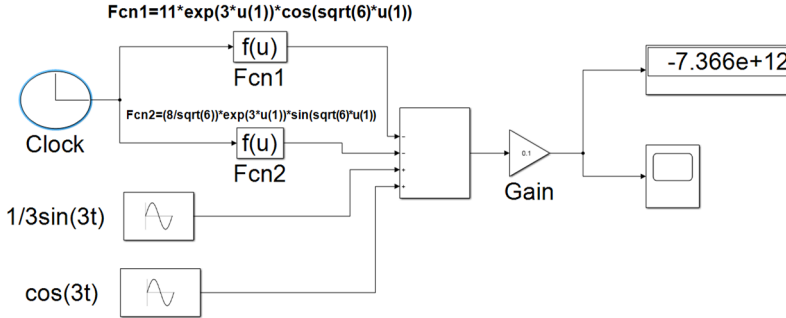 Fcn1=11*exp(3*u(1))*cos(sqrt(6)*u(1))
f(u)
Fcn1
-7.366e+12
Clock
Fcn2=(8/sqrt(6))*exp(3*u(1))*sin(sqrt(6)*u(1))
f(u)
Fcn2
−
−
+
+
0.1
Gain
1/3sin(3t)
cos(3t)